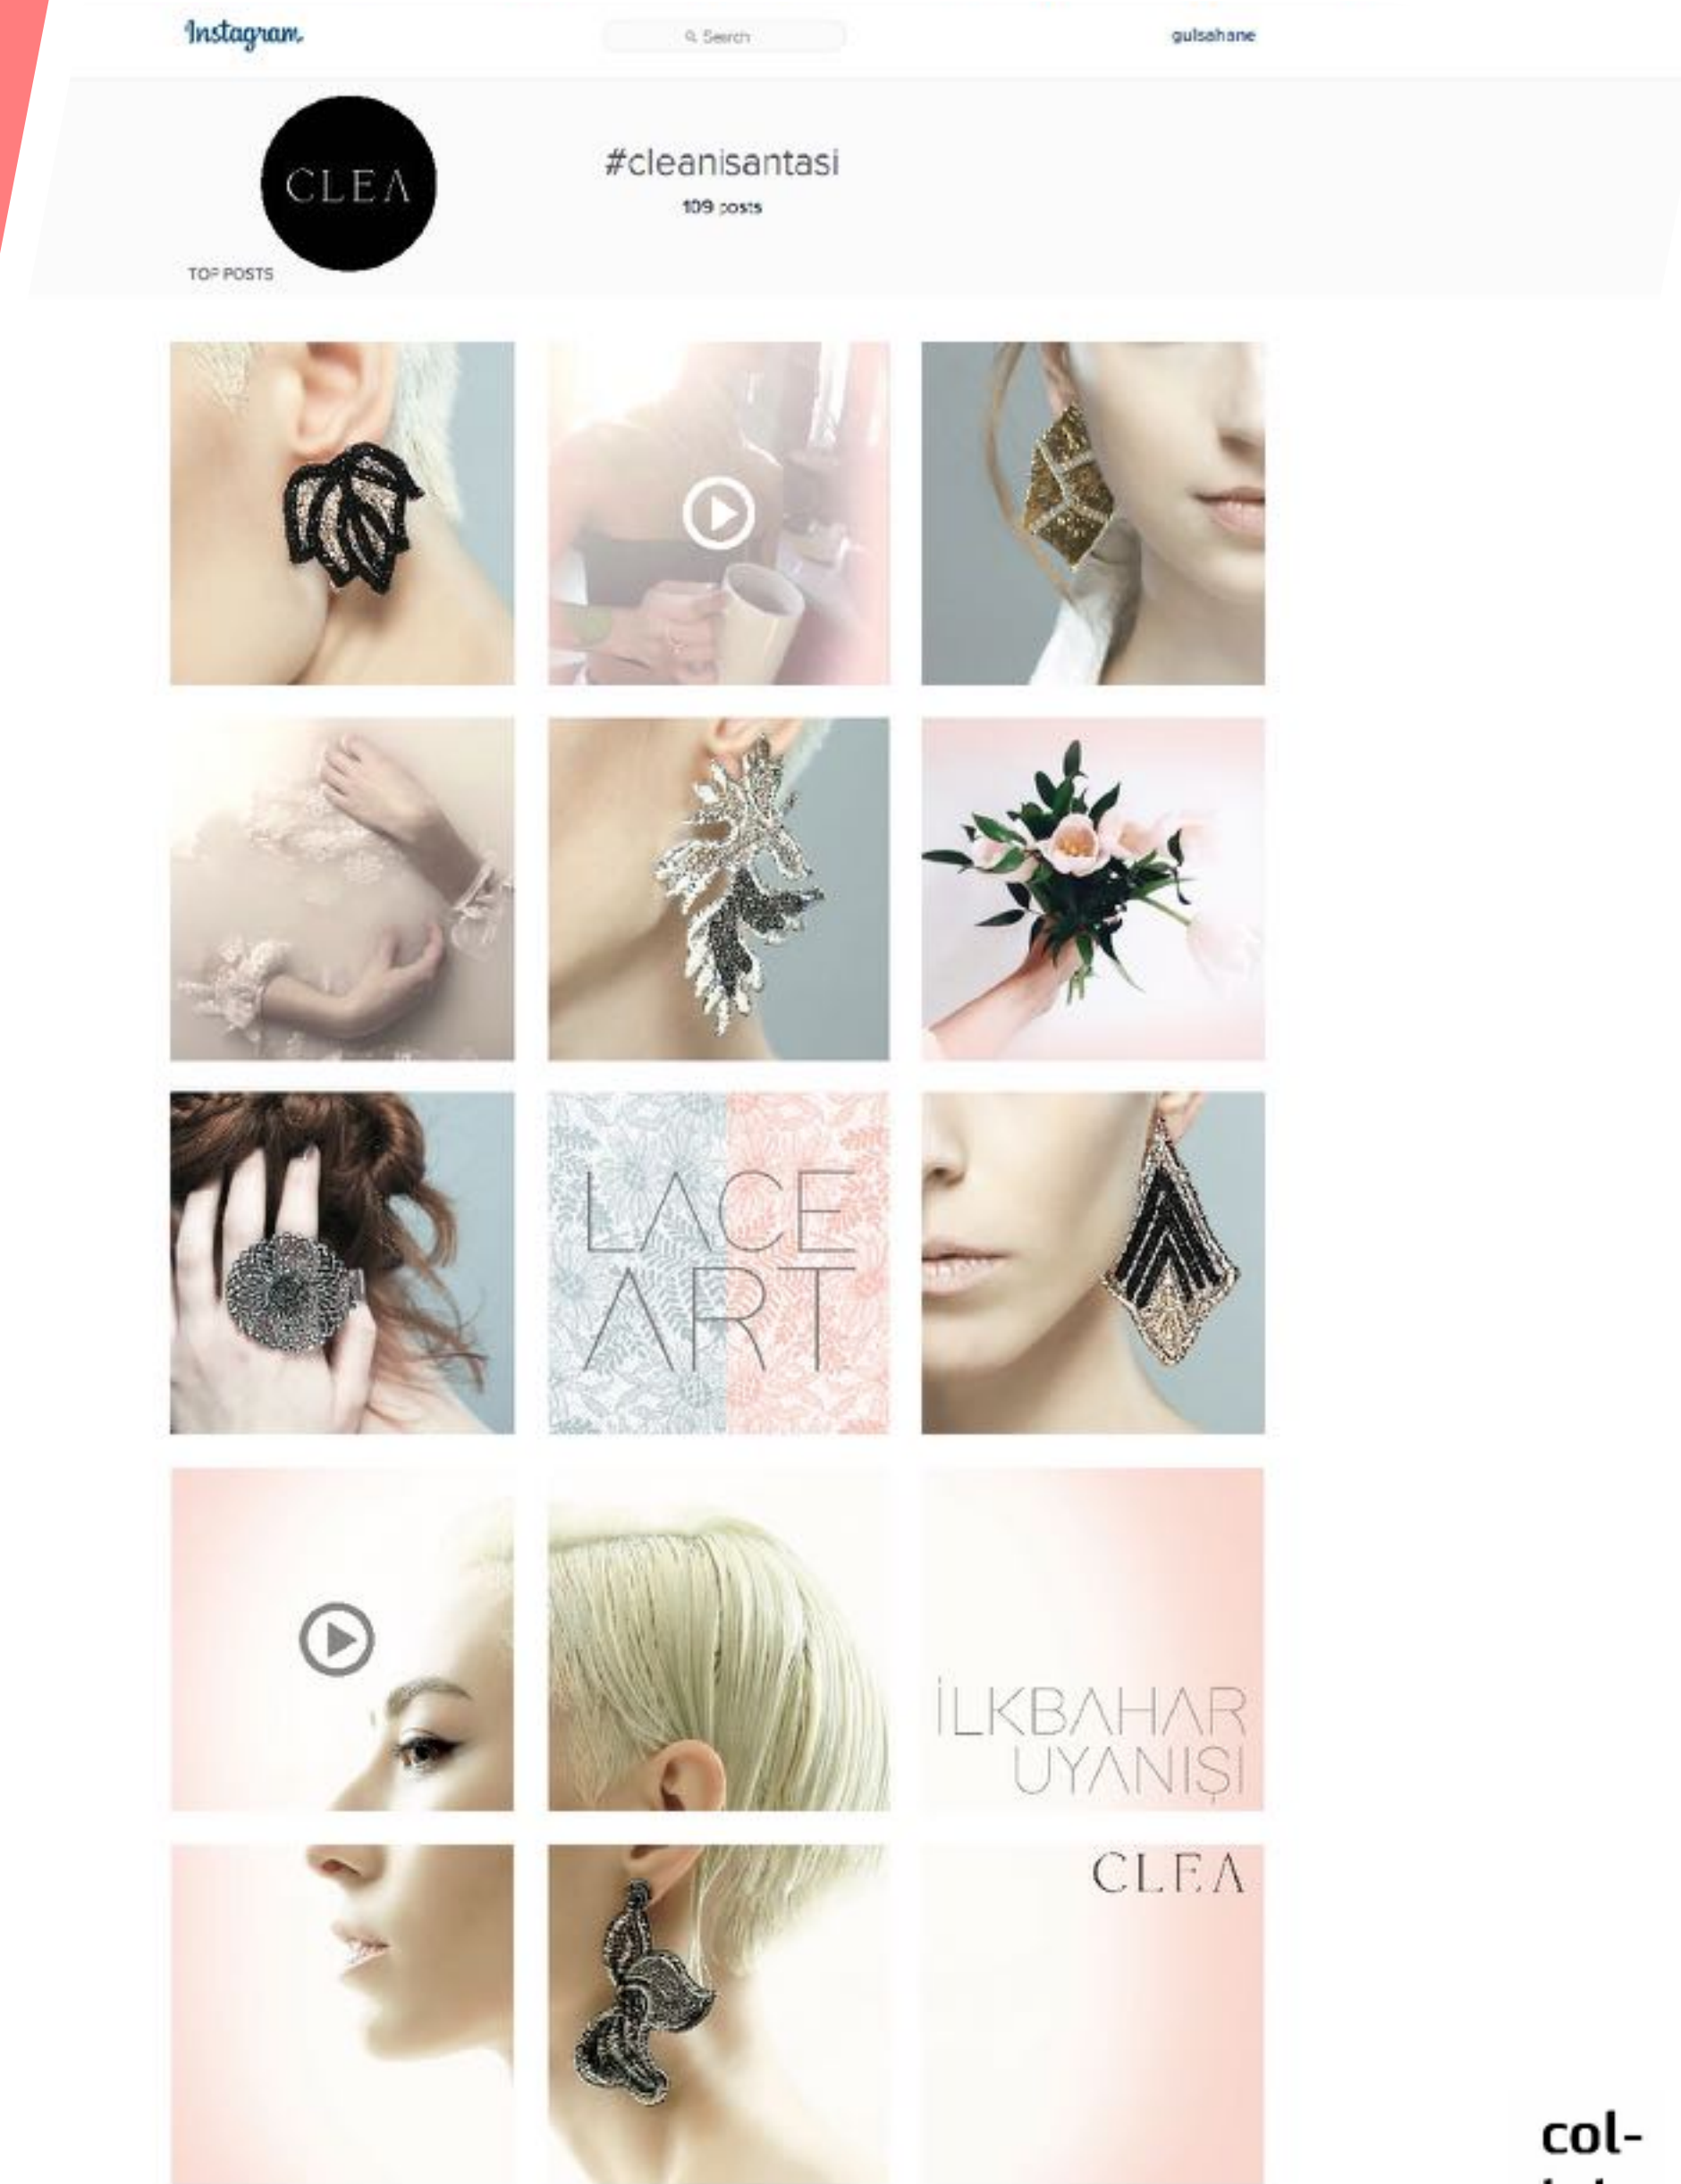 Instagram
Search
gulsahane
CLEA
#cleanisantasi
109 posts
TOP POSTS
LACE
ART
İLKBAHAR
UYANIŞI
CLEA
col-